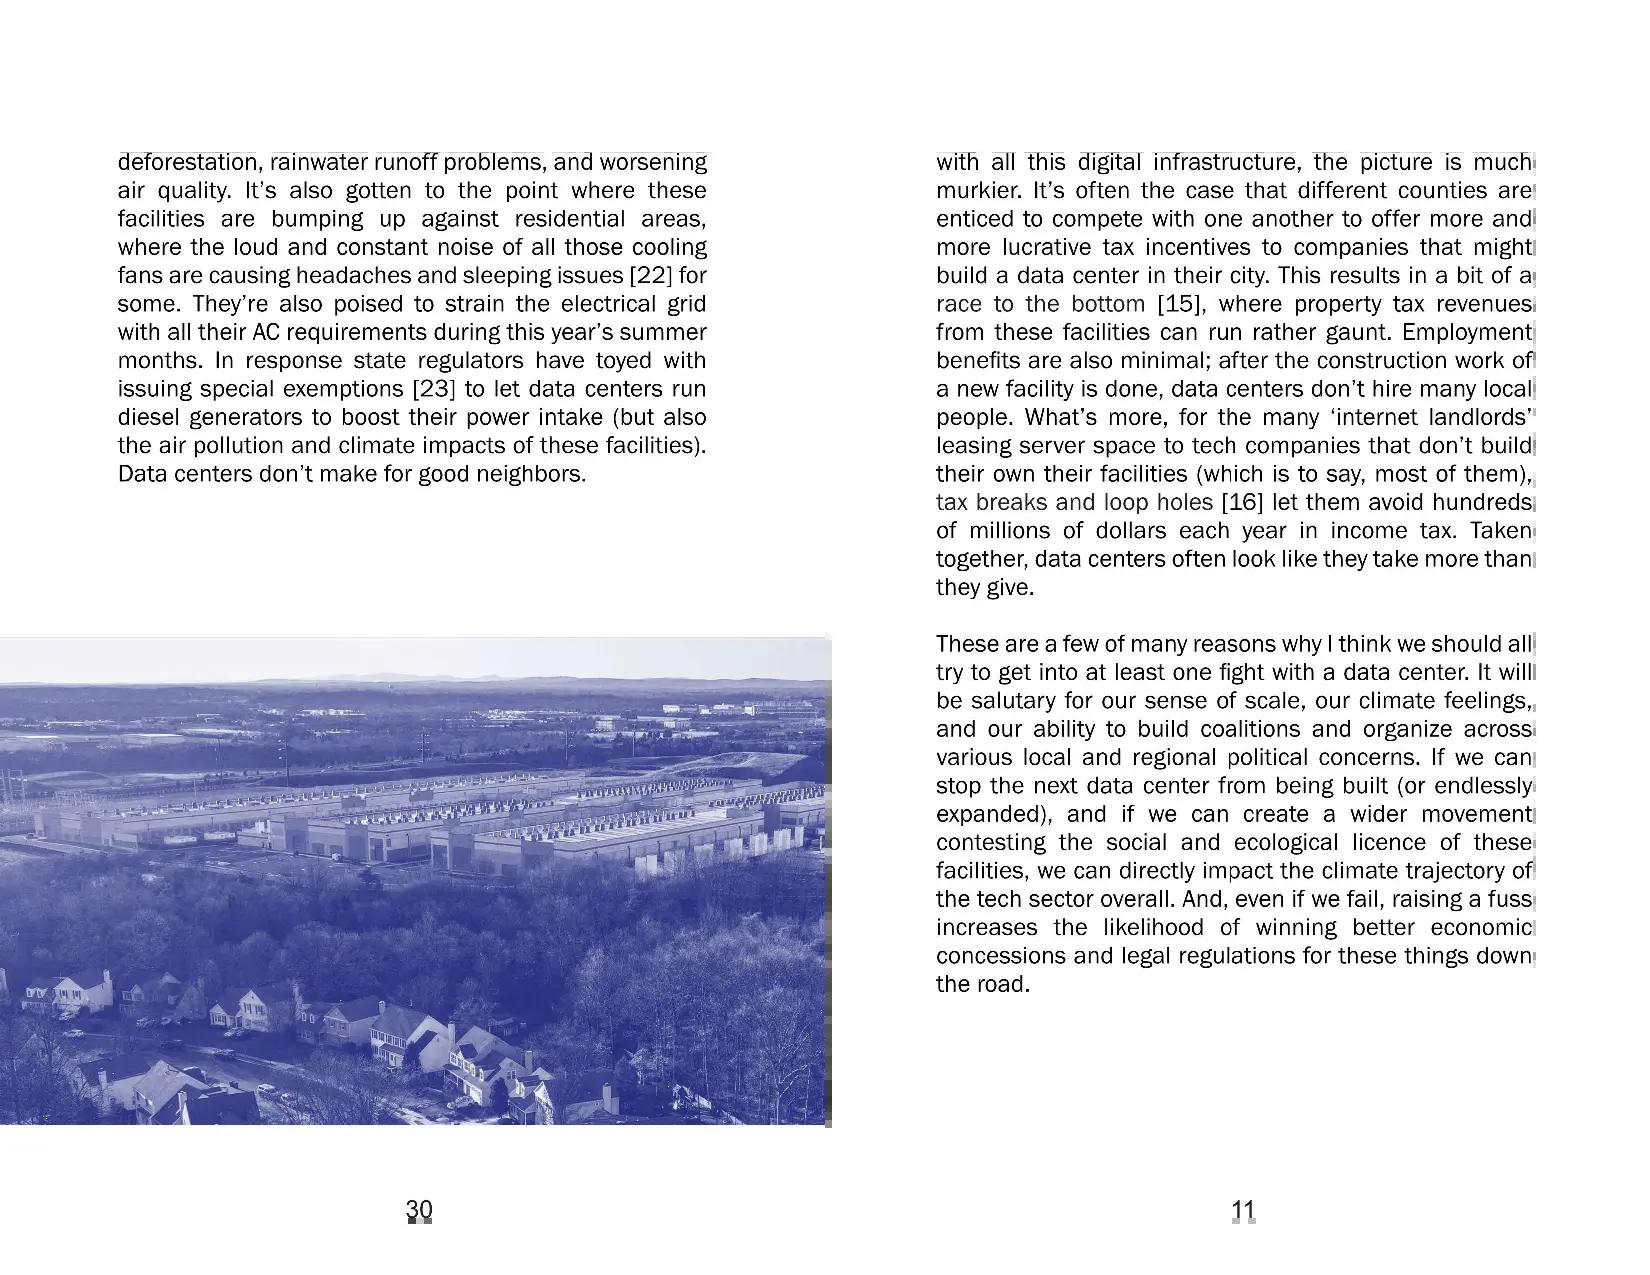 deforestation, rainwater runoff problems, and worsening
air quality. It’s also gotten to the point where these
facilities are bumping up against residential areas,
where the loud and constant noise of all those cooling
fans are causing headaches and sleeping issues [22] for
some. They’re also poised to strain the electrical grid
with all their AC requirements during this year’s summer
months. In response state regulators have toyed with
issuing special exemptions [23] to let data centers run
diesel generators to boost their power intake (but also
the air pollution and climate impacts of these facilities).
Data centers don’t make for good neighbors.
30
with all this digital infrastructure, the picture is much
murkier. It’s often the case that different counties are
enticed to compete with one another to offer more and
more lucrative tax incentives to companies that might
build a data center in their city. This results in a bit of a
race to the bottom [15], where property tax revenues
from these facilities can run rather gaunt. Employment
benefits are also minimal; after the construction work of
a new facility is done, data centers don’t hire many local
people. What’s more, for the many ‘internet landlords’
leasing server space to tech companies that don’t build
their own their facilities (which is to say, most of them),
tax breaks and loop holes [16] let them avoid hundreds
of millions of dollars each year in income tax. Taken
together, data centers often look like they take more than
they give.
These are a few of many reasons why I think we should all
try to get into at least one fight with a data center. It will
be salutary for our sense of scale, our climate feelings,
and our ability to build coalitions and organize across
various local and regional political concerns. If we can
stop the next data center from being built (or endlessly
expanded), and if we can create a wider movement
contesting the social and ecological licence of these
facilities, we can directly impact the climate trajectory of
the tech sector overall. And, even if we fail, raising a fuss
increases the likelihood of winning better economic
concessions and legal regulations for these things down
the road.
11